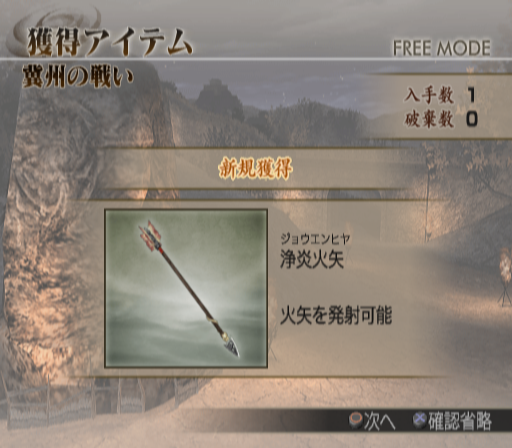 獲得アイテム
FREE MODE
冀州の戦い
入手数 1
破棄数 0
新規獲得
ジョウエンヒヤ
浄炎火矢
火矢を発射可能
次へ 確認省略